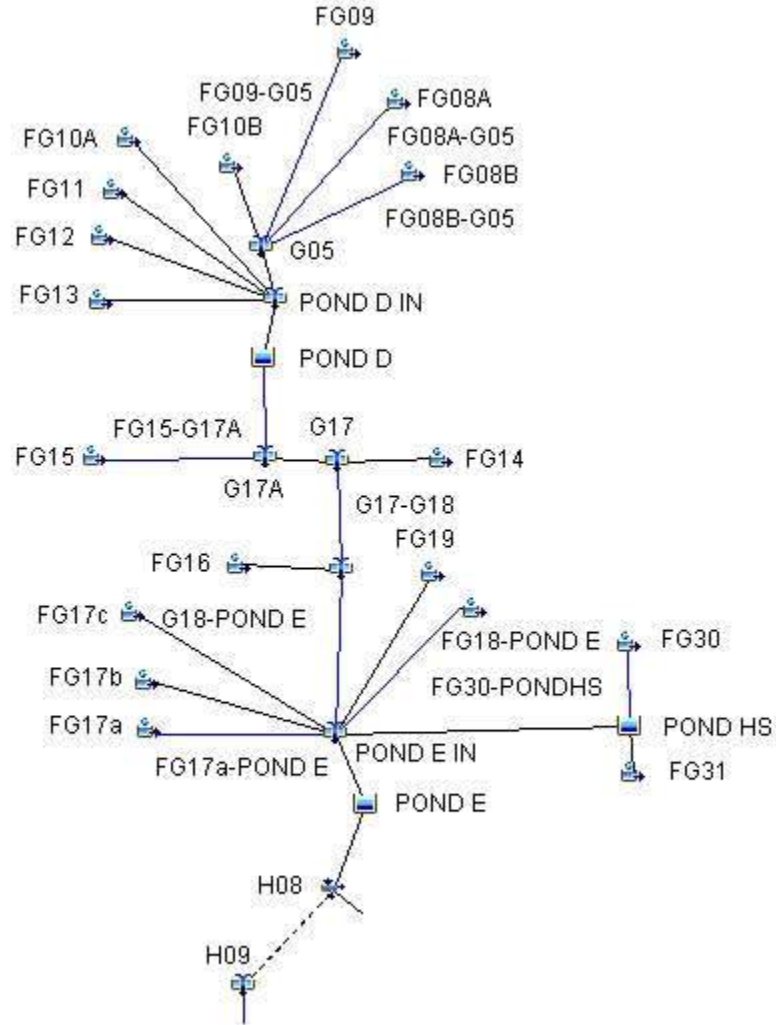 FG09
FG09-G05
FG08A
FG10B
FG10A
FG08A-G05
FG11
FG08B
FG08B-G05
FG12
G05
FG13
POND D IN
POND D
FG15-G17A
G17
FG15
FG14
G17A
G17-G18
FG19
FG16
FG17c
G18-POND E
FG18-POND E
FG30
FG17b
FG30-PONDHS
FG17a
POND E IN
POND HS
FG17a-POND E
FG31
POND E
H08
H09